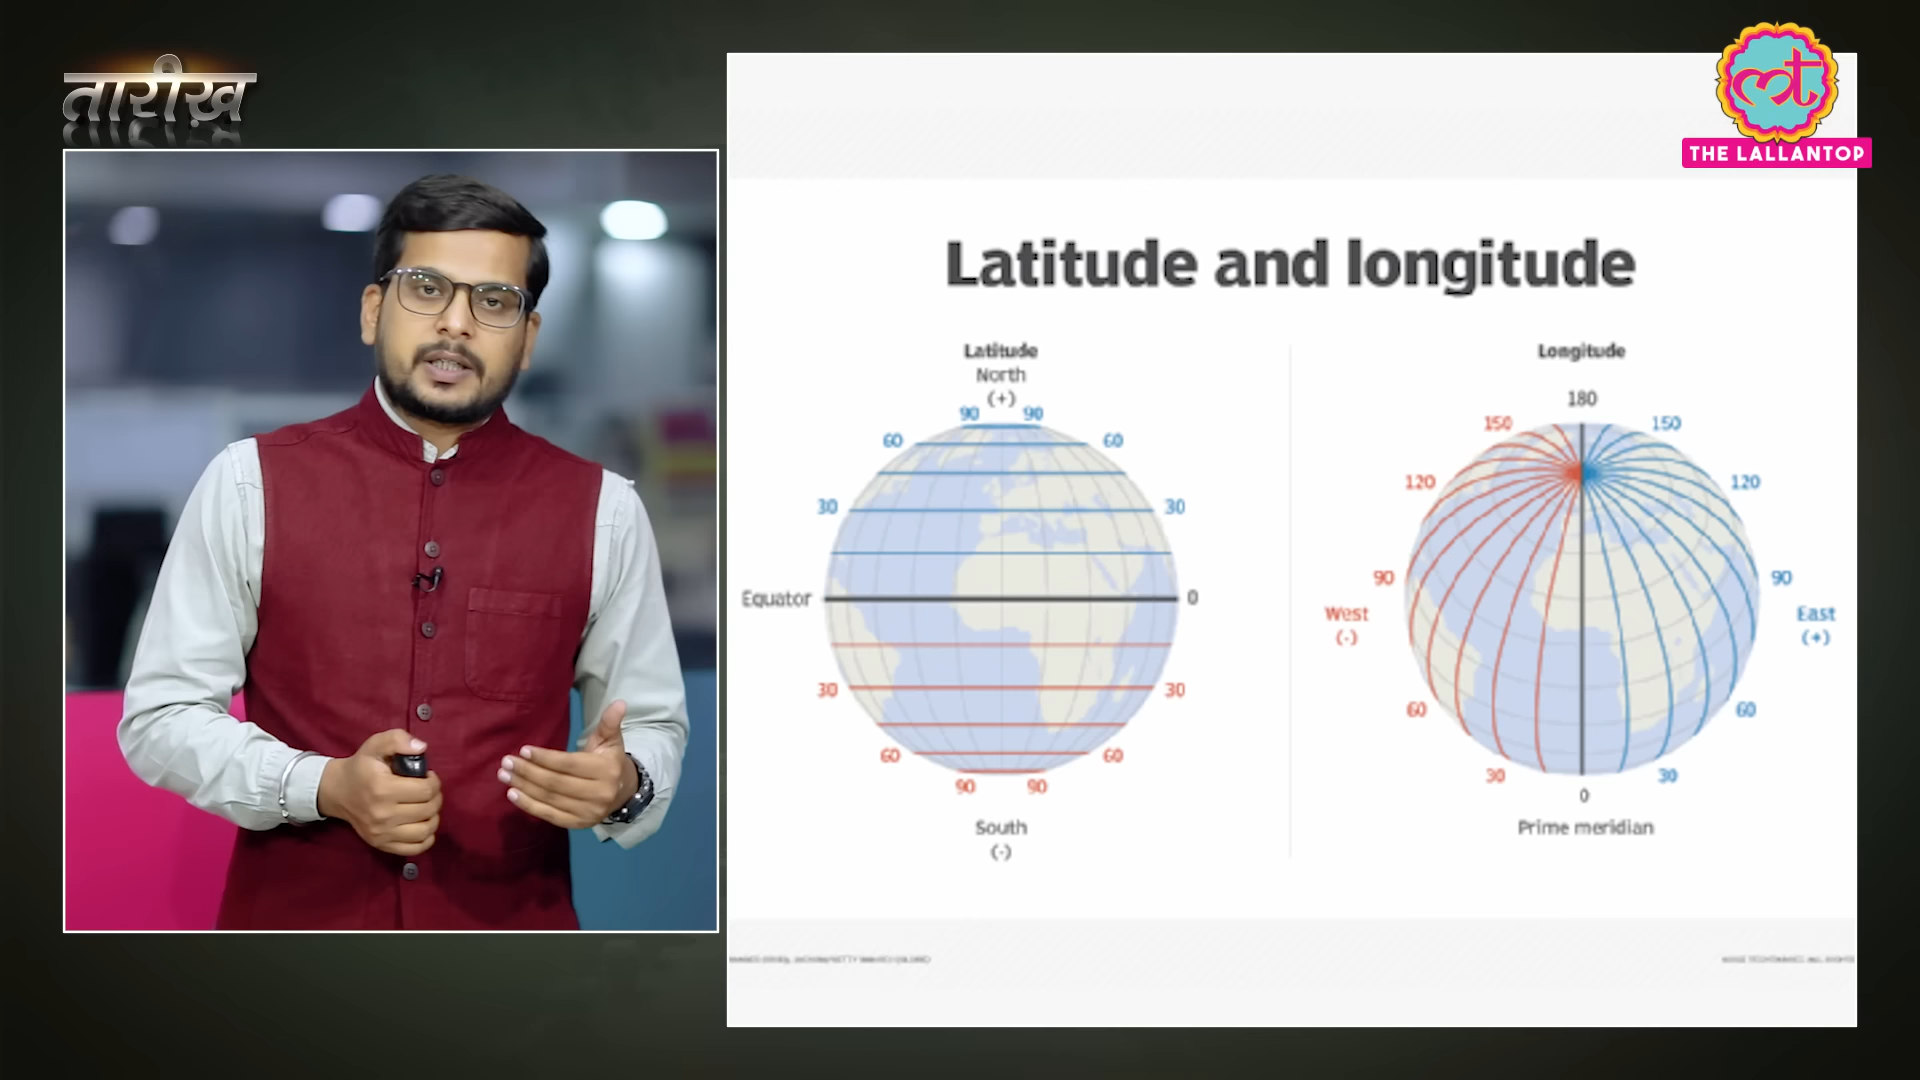 तारीख़
लT
THE LALLANTOP
Latitude and longitude
Latitude
North
(+)
90 90
60 60
30 30
Equator 0
30 30
60 60
90 90
South
(-)
Longitude
180
150 150
120 120
90 90
West East
(-) (+)
60 60
30 30
0
Prime meridian